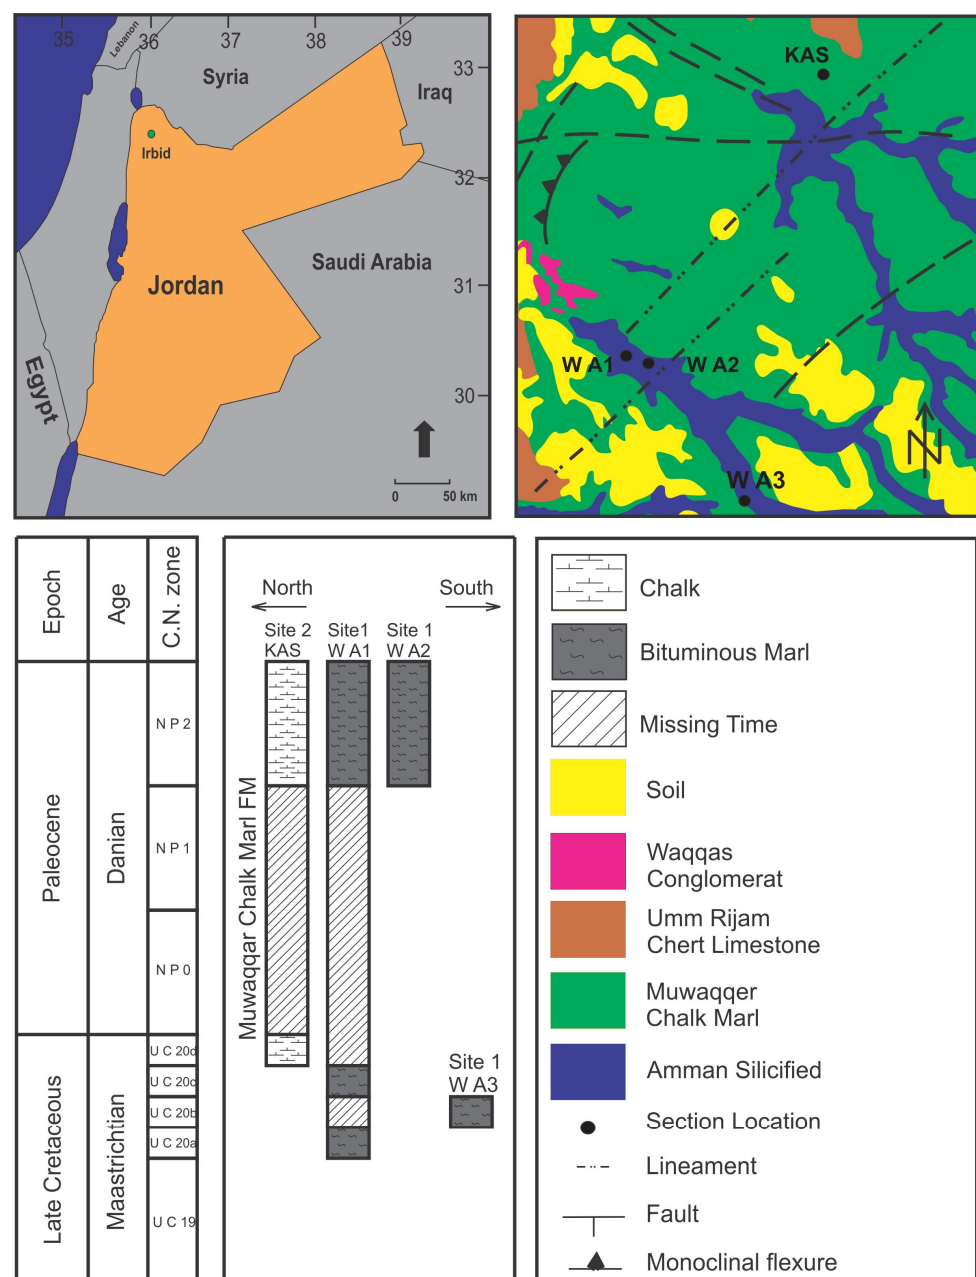 35
36
37
38
39
Lebanon
Syria
33
Iraq
Irbid
32
Saudi Arabia
31
Jordan
Egypt
30
0
50 km
KAS
W A1
W A2
W A3
N
Epoch
Age
C.N. zone
Paleocene
Danian
N P 2
N P 1
N P 0
Late Cretaceous
Maastrichtian
U C 20d
U C 20c
U C 20b
U C 20a
U C 19
North
South
Site 2
KAS
Site1
W A1
Site 1
W A2
Muwaqqar Chalk Marl FM
Site 1
W A3
Chalk
Bituminous Marl
Missing Time
Soil
Waqqas
Conglomerat
Umm Rijam
Chert Limestone
Muwaqqer
Chalk Marl
Amman Silicified
Section Location
Lineament
Fault
Monoclinal flexure